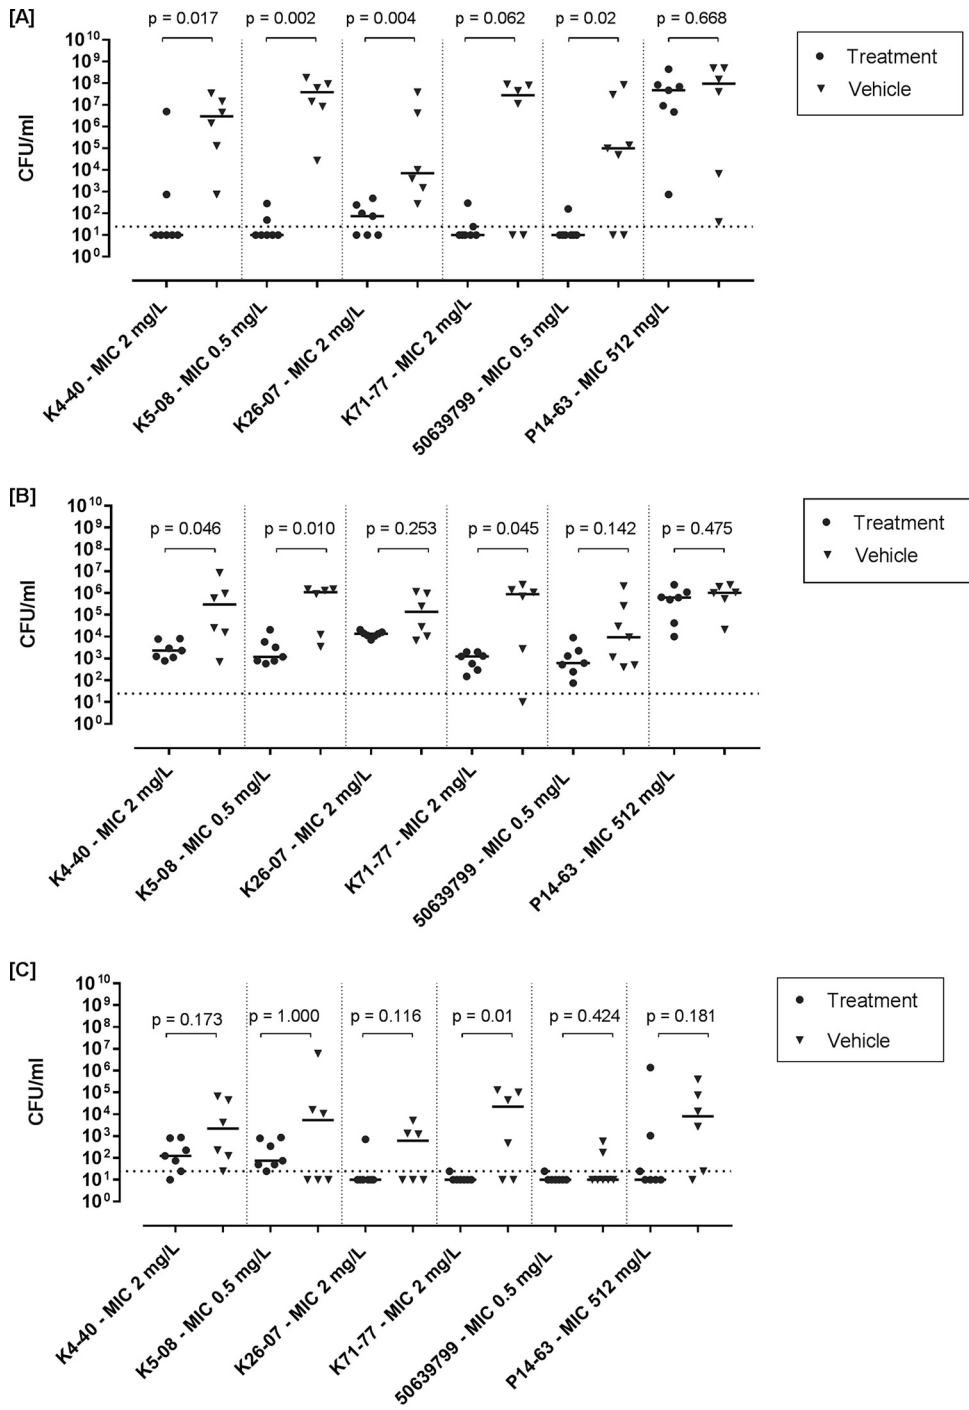 [A]
p = 0.017 p = 0.002 p = 0.004 p = 0.062 p = 0.02 p = 0.668
Treatment
Vehicle
CFU/ml
10^10
10^9
10^8
10^7
10^6
10^5
10^4
10^3
10^2
10^1
10^0
K4-40 - MIC 2 mg/L
K5-08 - MIC 0.5 mg/L
K26-07 - MIC 2 mg/L
K71-77 - MIC 2 mg/L
50639799 - MIC 0.5 mg/L
P14-63 - MIC 512 mg/L
[B]
p = 0.046 p = 0.010 p = 0.253 p = 0.045 p = 0.142 p = 0.475
Treatment
Vehicle
CFU/ml
10^10
10^9
10^8
10^7
10^6
10^5
10^4
10^3
10^2
10^1
10^0
K4-40 - MIC 2 mg/L
K5-08 - MIC 0.5 mg/L
K26-07 - MIC 2 mg/L
K71-77 - MIC 2 mg/L
50639799 - MIC 0.5 mg/L
P14-63 - MIC 512 mg/L
[C]
p = 0.173 p = 1.000 p = 0.116 p = 0.01 p = 0.424 p = 0.181
Treatment
Vehicle
CFU/ml
10^10
10^9
10^8
10^7
10^6
10^5
10^4
10^3
10^2
10^1
10^0
K4-40 - MIC 2 mg/L
K5-08 - MIC 0.5 mg/L
K26-07 - MIC 2 mg/L
K71-77 - MIC 2 mg/L
50639799 - MIC 0.5 mg/L
P14-63 - MIC 512 mg/L